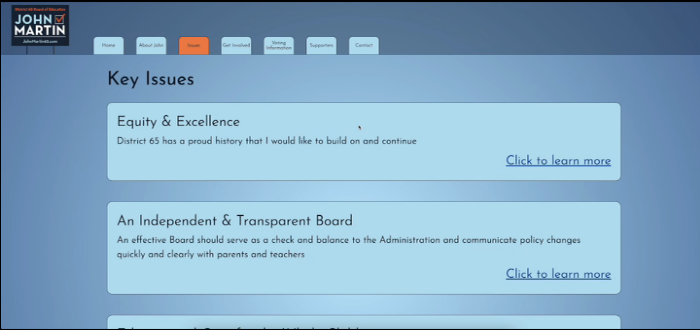 District 65 Board of Education
JOHN
MARTIN
JohnMartin65.com
Home
About John
Issues
Get Involved
Voting
Information
Supporters
Contact
Key Issues
Equity & Excellence
District 65 has a proud history that I would like to build on and continue
Click to learn more
An Independent & Transparent Board
An effective Board should serve as a check and balance to the Administration and communicate policy changes
quickly and clearly with parents and teachers
Click to learn more